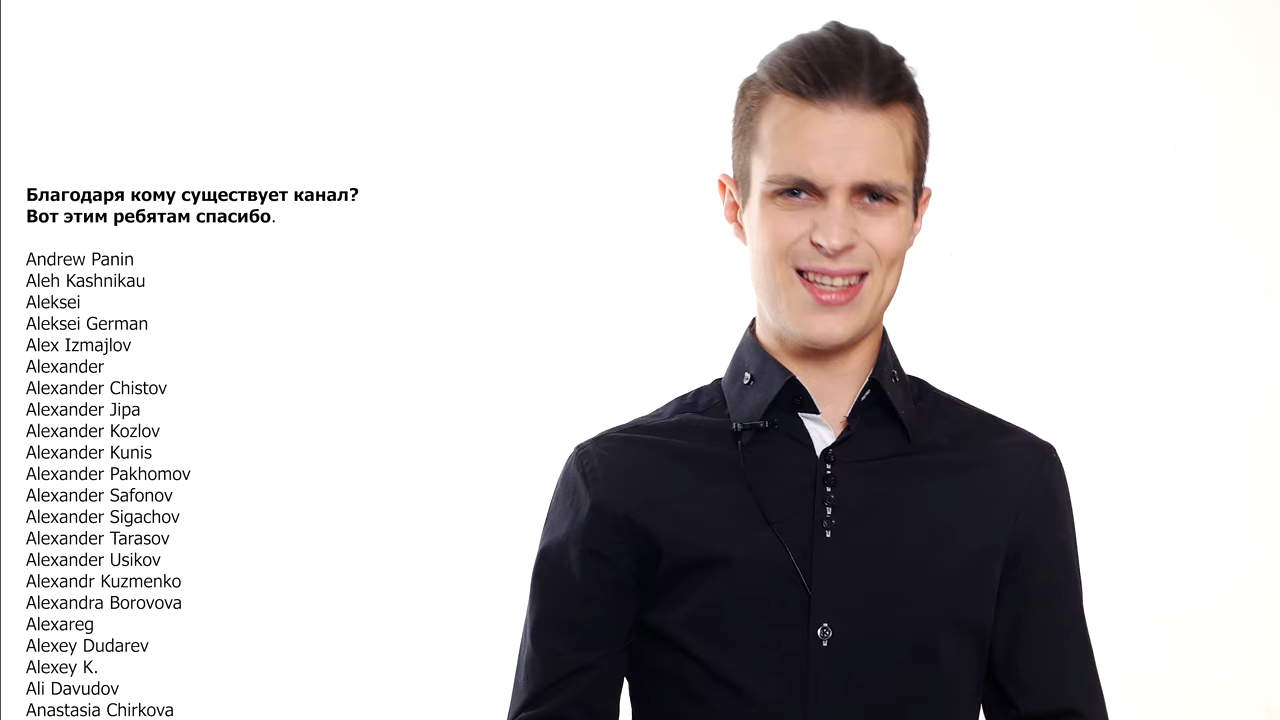 Благодаря кому существует канал?
Вот этим ребятам спасибо.
Andrew Panin
Aleh Kashnikau
Aleksei
Aleksei German
Alex Izmajlov
Alexander
Alexander Chistov
Alexander Jipa
Alexander Kozlov
Alexander Kunis
Alexander Pakhomov
Alexander Safonov
Alexander Sigachov
Alexander Tarasov
Alexander Usikov
Alexandr Kuzmenko
Alexandra Borovova
Alexareg
Alexey Dudarev
Alexey K.
Ali Davudov
Anastasia Chirkova